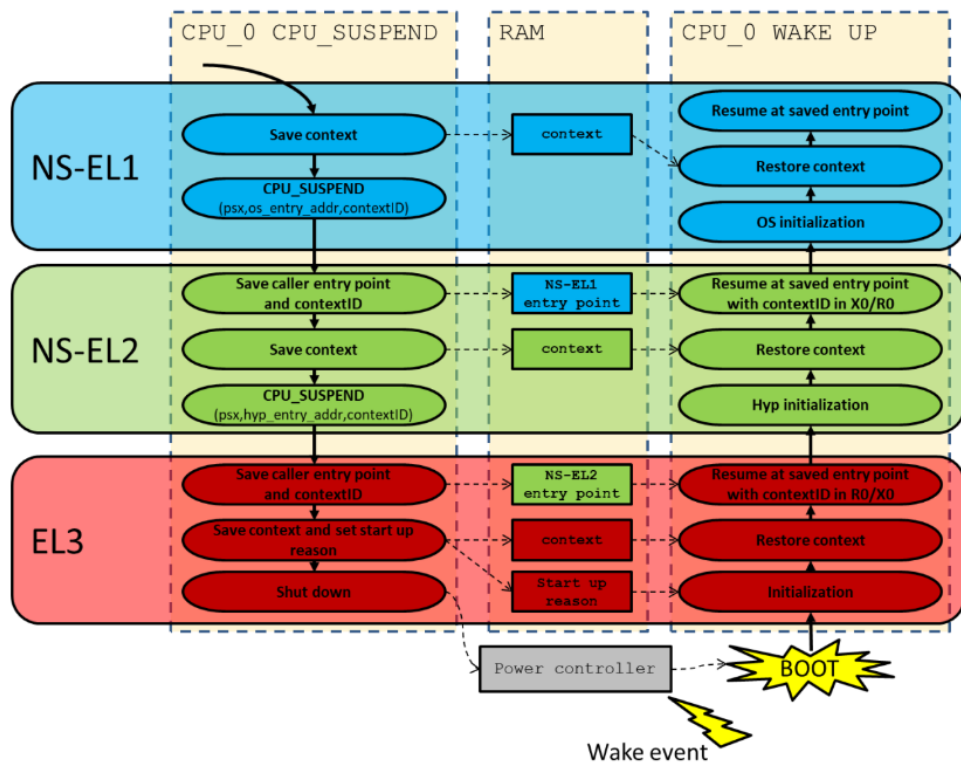 CPU_0 CPU_SUSPEND
RAM
CPU_0 WAKE UP
NS-EL1
Save context
CPU_SUSPEND
(psx,os_entry_addr,contextID)
context
Resume at saved entry point
Restore context
OS initialization
NS-EL2
Save caller entry point
and contextID
Save context
CPU_SUSPEND
(psx,hyp_entry_addr,contextID)
NS-EL1
entry point
context
Resume at saved entry point
with contextID in X0/R0
Restore context
Hyp initialization
EL3
Save caller entry point
and contextID
Save context and set start up
reason
Shut down
NS-EL2
entry point
context
Start up
reason
Resume at saved entry point
with contextID in R0/X0
Restore context
Initialization
Power controller
BOOT
Wake event